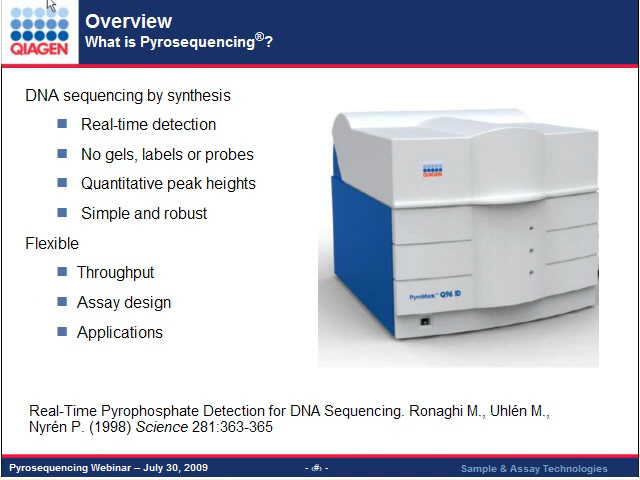 QIAGEN
Overview
What is Pyrosequencing®?
DNA sequencing by synthesis
Real-time detection
No gels, labels or probes
Quantitative peak heights
Simple and robust
Flexible
Throughput
Assay design
Applications
QIAGEN
PyroMark™ Q96 ID
Real-Time Pyrophosphate Detection for DNA Sequencing. Ronaghi M., Uhlén M.,
Nyrén P. (1998) Science 281:363-365
Pyrosequencing Webinar – July 30, 2009
- ‹#› -
Sample & Assay Technologies